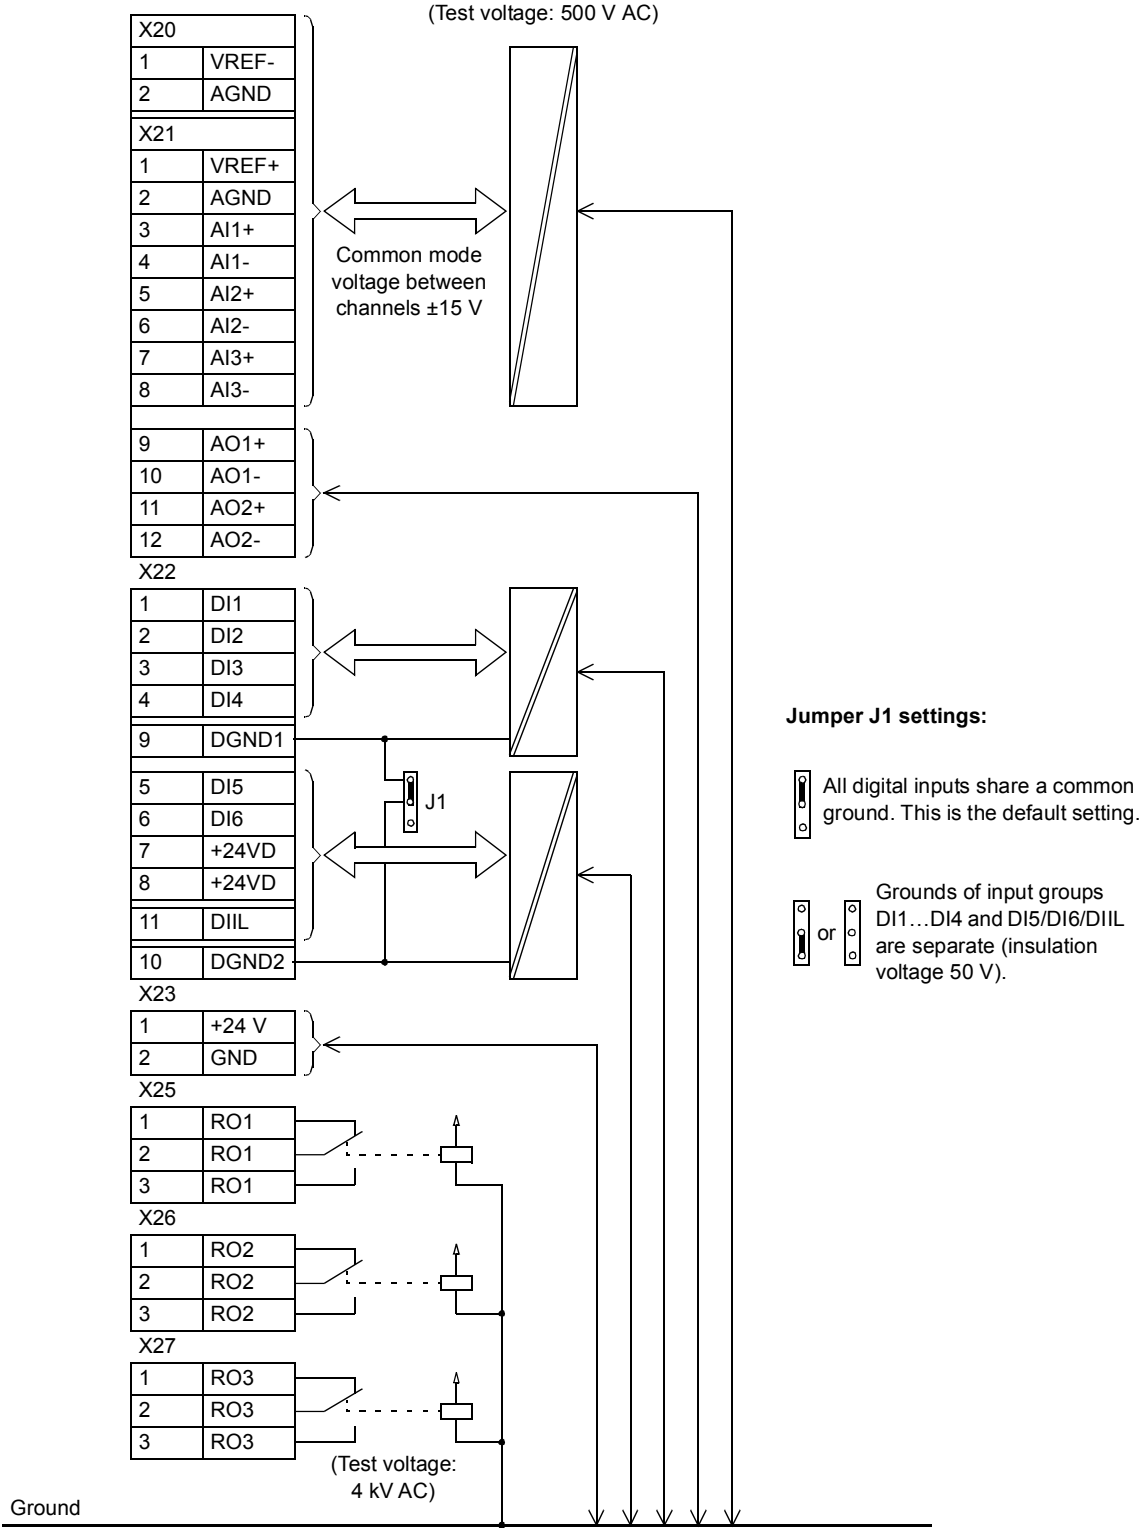 (Test voltage: 500 V AC)
X20
1 VREF-
2 AGND
X21
1 VREF+
2 AGND
3 AI1+
4 AI1-
5 AI2+
6 AI2-
7 AI3+
8 AI3-
Common mode
voltage between
channels ±15 V
9 AO1+
10 AO1-
11 AO2+
12 AO2-
X22
1 DI1
2 DI2
3 DI3
4 DI4
9 DGND1
5 DI5
6 DI6
7 +24VD
8 +24VD
11 DIIL
10 DGND2
J1
Jumper J1 settings:
All digital inputs share a common
ground. This is the default setting.
or
Grounds of input groups
DI1…DI4 and DI5/DI6/DIIL
are separate (insulation
voltage 50 V).
X23
1 +24 V
2 GND
X25
1 RO1
2 RO1
3 RO1
X26
1 RO2
2 RO2
3 RO2
X27
1 RO3
2 RO3
3 RO3
(Test voltage:
4 kV AC)
Ground